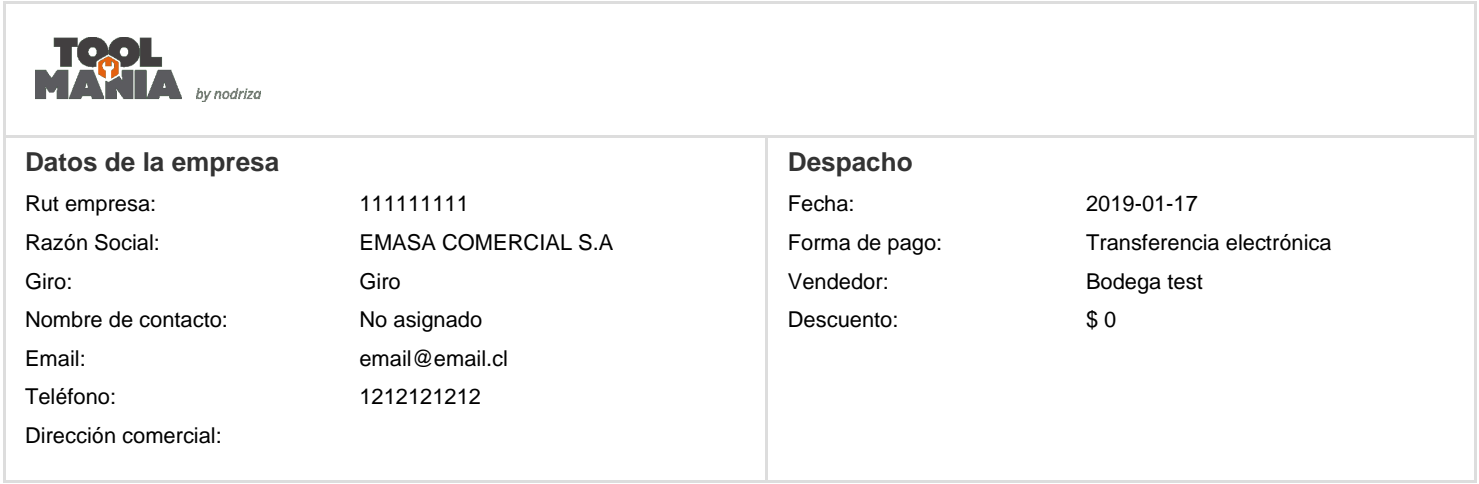 TOOL
MANIA by nodriza
Datos de la empresa
Rut empresa: 111111111
Razón Social: EMASA COMERCIAL S.A
Giro: Giro
Nombre de contacto: No asignado
Email: email@email.cl
Teléfono: 1212121212
Dirección comercial:
Despacho
Fecha: 2019-01-17
Forma de pago: Transferencia electrónica
Vendedor: Bodega test
Descuento: $ 0